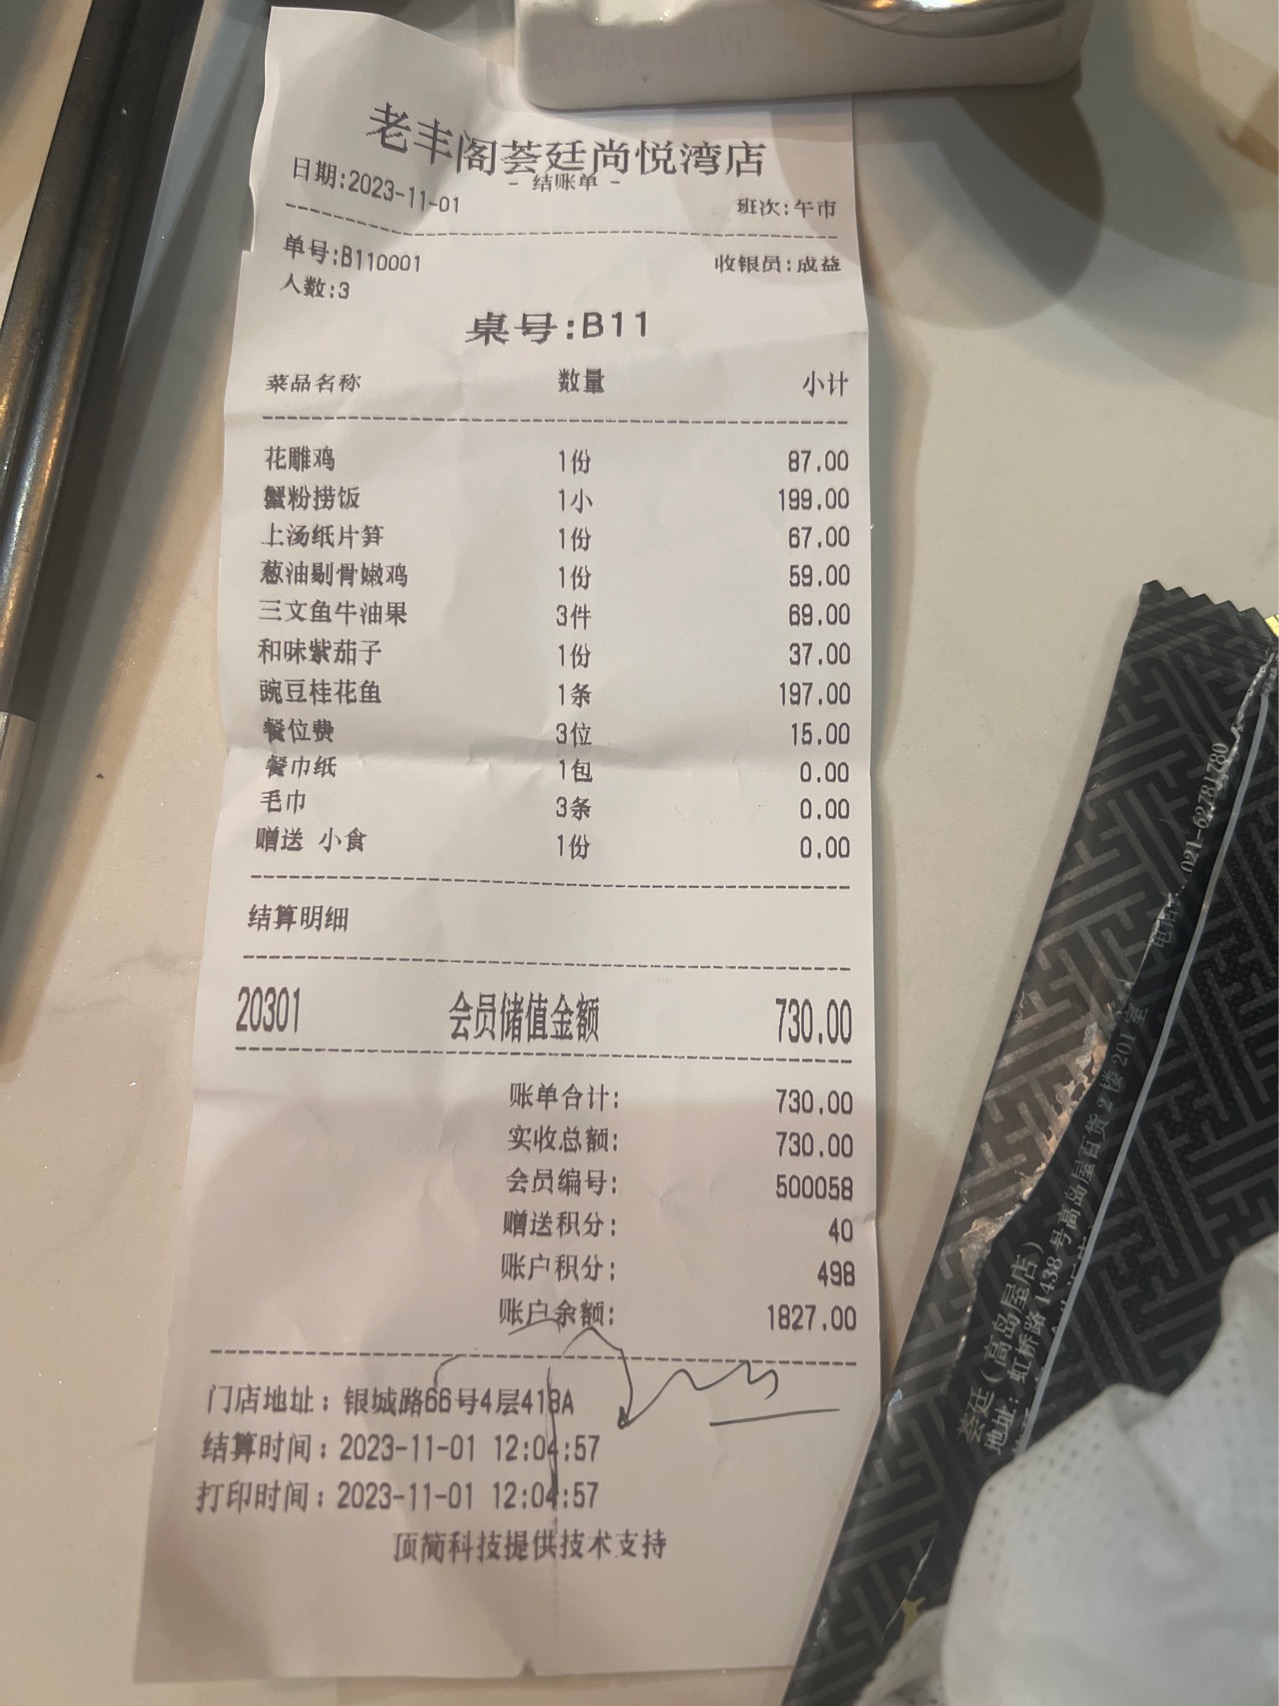 老丰阁荟廷尚悦湾店
- 结账单 -
日期:2023-11-01 班次:午市
单号:B110001 收银员:成益
人数:3
桌号:B11
菜品名称 数量 小计
花雕鸡 1份 87.00
蟹粉捞饭 1小 199.00
上汤纸片笋 1份 67.00
葱油剔骨嫩鸡 1份 59.00
三文鱼牛油果 3件 69.00
和味紫茄子 1份 37.00
豌豆桂花鱼 1条 197.00
餐位费 3位 15.00
餐巾纸 1包 0.00
毛巾 3条 0.00
赠送 小食 1份 0.00
结算明细
20301 会员储值金额 730.00
账单合计: 730.00
实收总额: 730.00
会员编号: 500058
赠送积分: 40
账户积分: 498
账户余额: 1827.00
门店地址：银城路66号4层418A
结算时间：2023-11-01 12:04:57
打印时间：2023-11-01 12:04:57
顶简科技提供技术支持
荟廷（高岛屋店）
地址：虹桥路1438号高岛屋百货2楼201室 电话：021-62781780